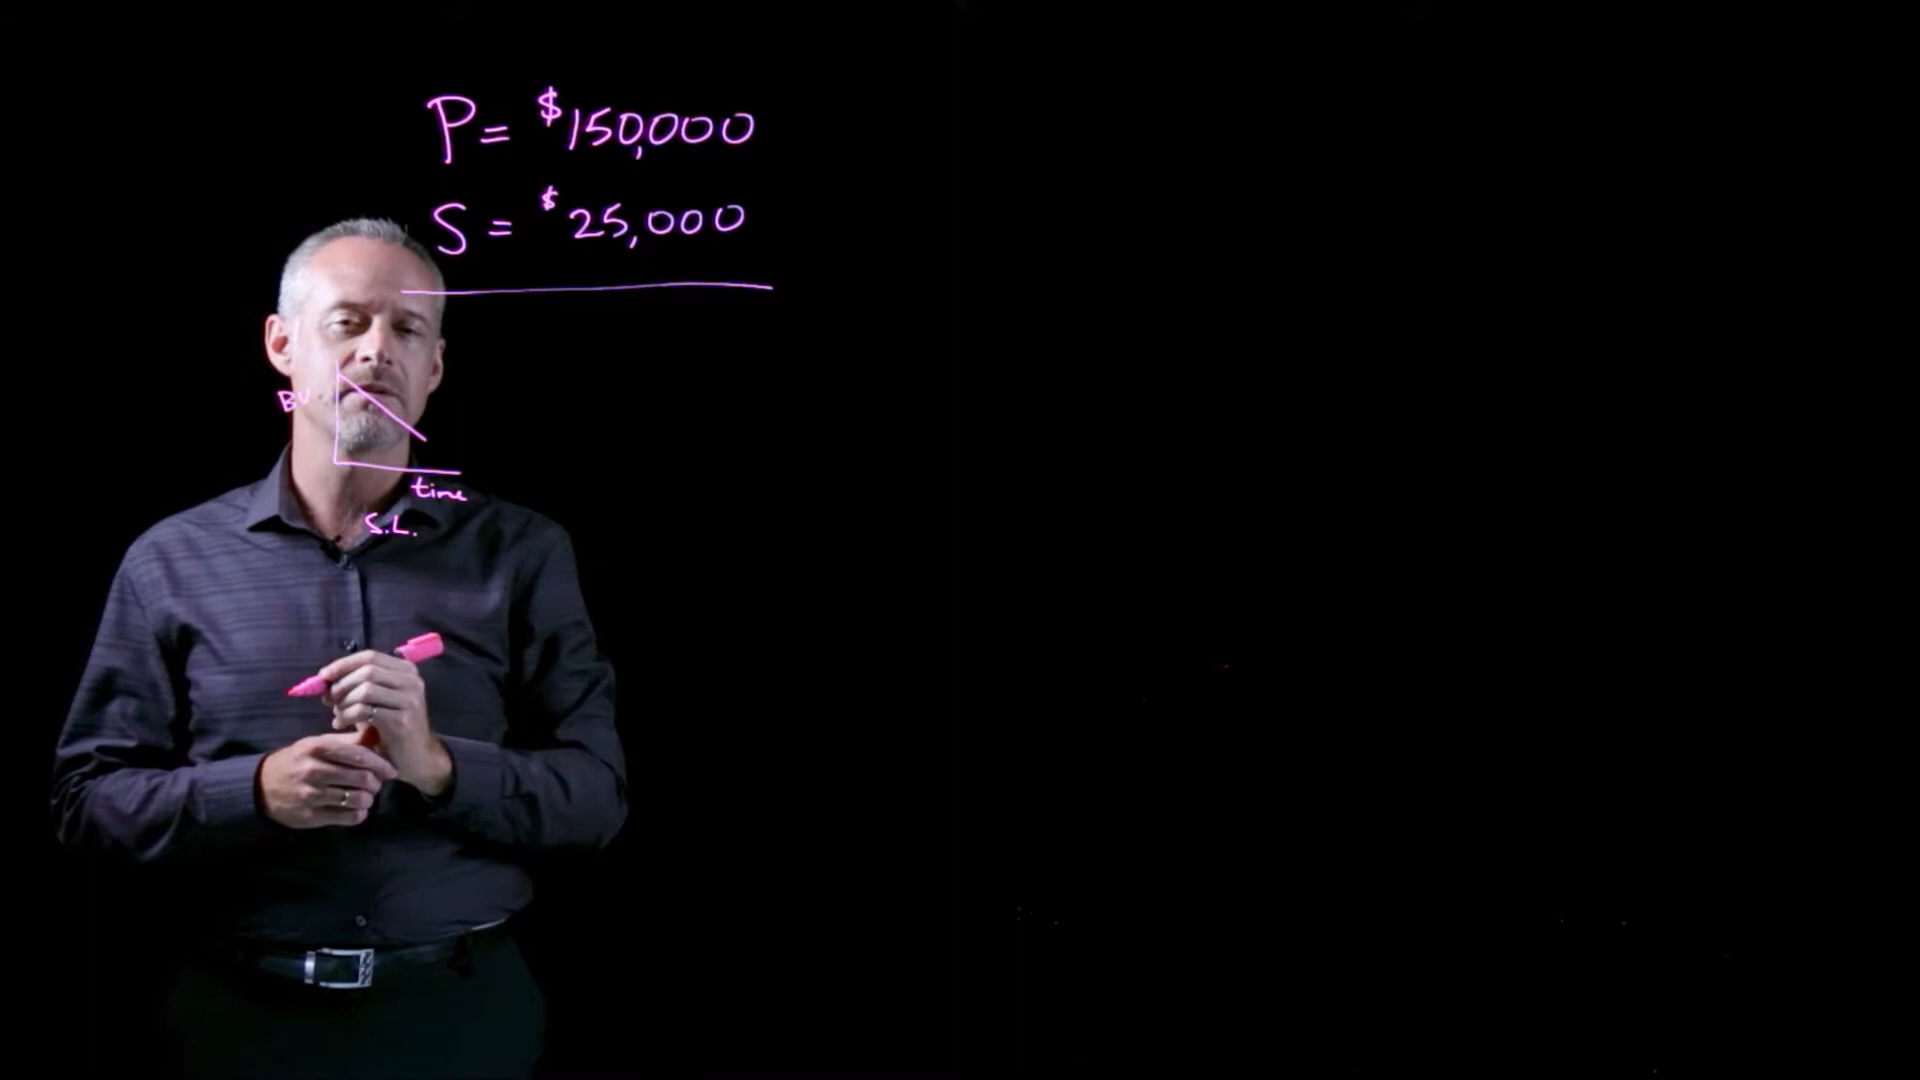 P = $150,000
S = $25,000
BV
time
S.L.